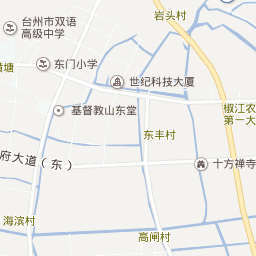 岩头村
台州市双语
高级中学
横塘
东门小学
世纪科技大厦
椒江农
第一大
基督教山东堂
东丰村
府大道（东）
十方禅寺
海滨村
高闸村